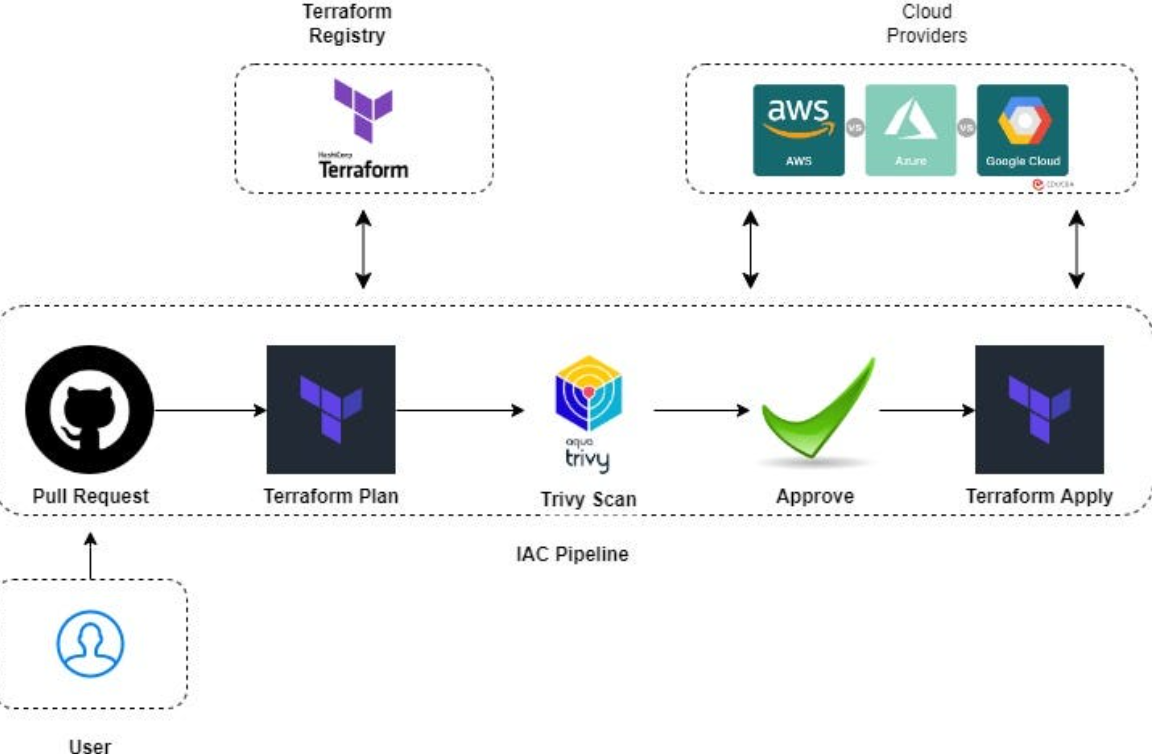 Terraform
Registry
Cloud
Providers
HashiCorp
Terraform
aws
vs
vs
AWS
Azure
Google Cloud
EDUCBA
aqua
trivy
Pull Request
Terraform Plan
Trivy Scan
Approve
Terraform Apply
IAC Pipeline
User